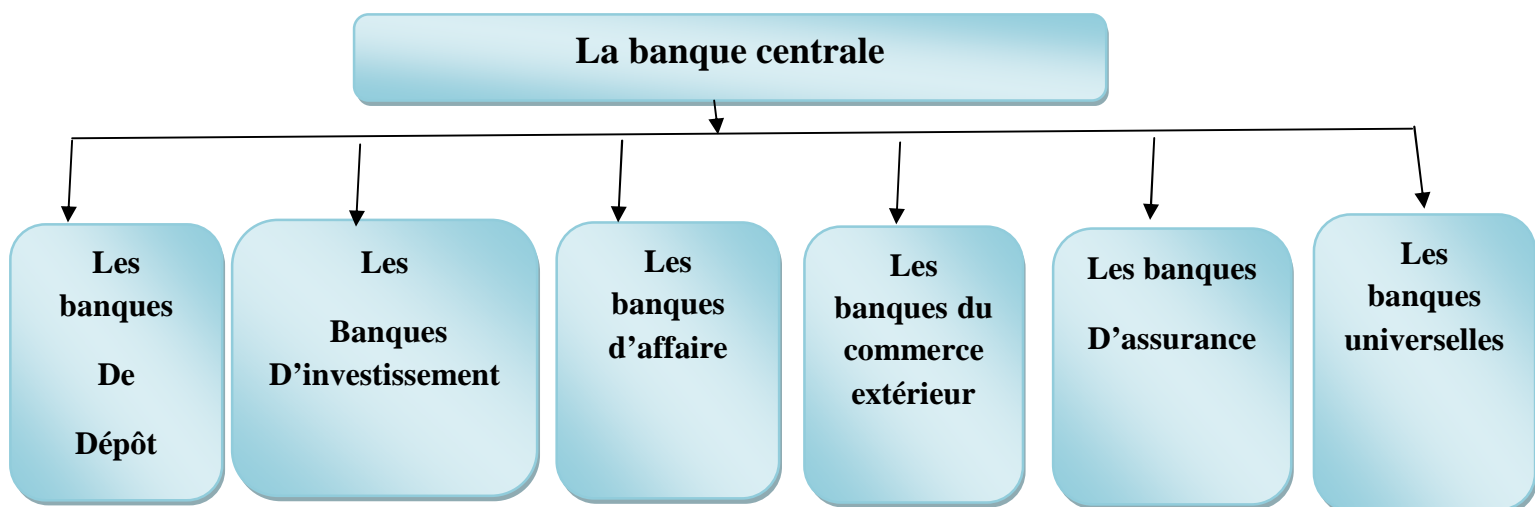 La banque centrale
Les
banques
De
Dépôt
Les
Banques
D’investissement
Les
banques
d’affaire
Les
banques du
commerce
extérieur
Les banques
D’assurance
Les
banques
universelles